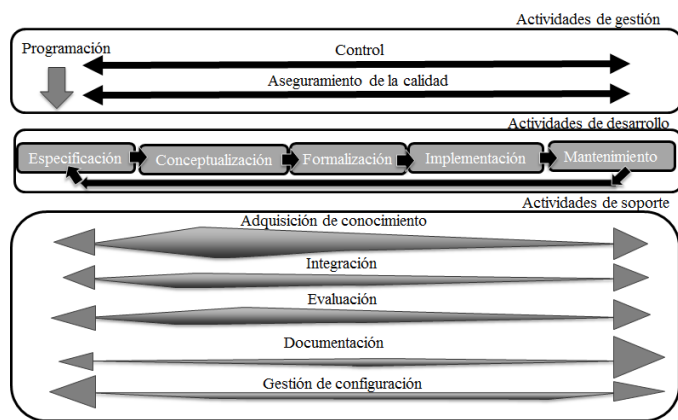 Actividades de gestión
Programación
Control
Aseguramiento de la calidad
Actividades de desarrollo
Especificación
Conceptualización
Formalización
Implementación
Mantenimiento
Actividades de soporte
Adquisición de conocimiento
Integración
Evaluación
Documentación
Gestión de configuración